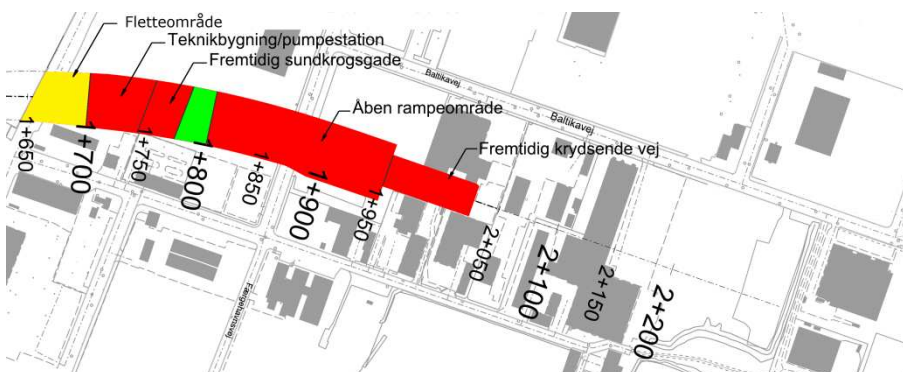 Fletteområde
Teknikbygning/pumpestation
Fremtidig sundkrogsgade
Baltikavej
Åben rampeområde
Baltikavej
Fremtidig krydsende vej
1+650
1+700
1+750
1+800
1+850
1+900
1+950
2+050
2+100
2+150
2+200
Færgehavnsvej